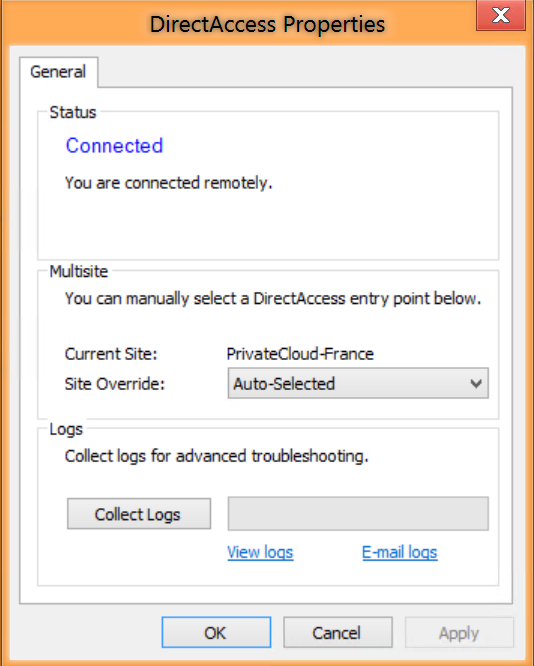 DirectAccess Properties
General
Status
Connected
You are connected remotely.
Multisite
You can manually select a DirectAccess entry point below.
Current Site: PrivateCloud-France
Site Override: Auto-Selected
Logs
Collect logs for advanced troubleshooting.
Collect Logs
View logs E-mail logs
OK Cancel Apply